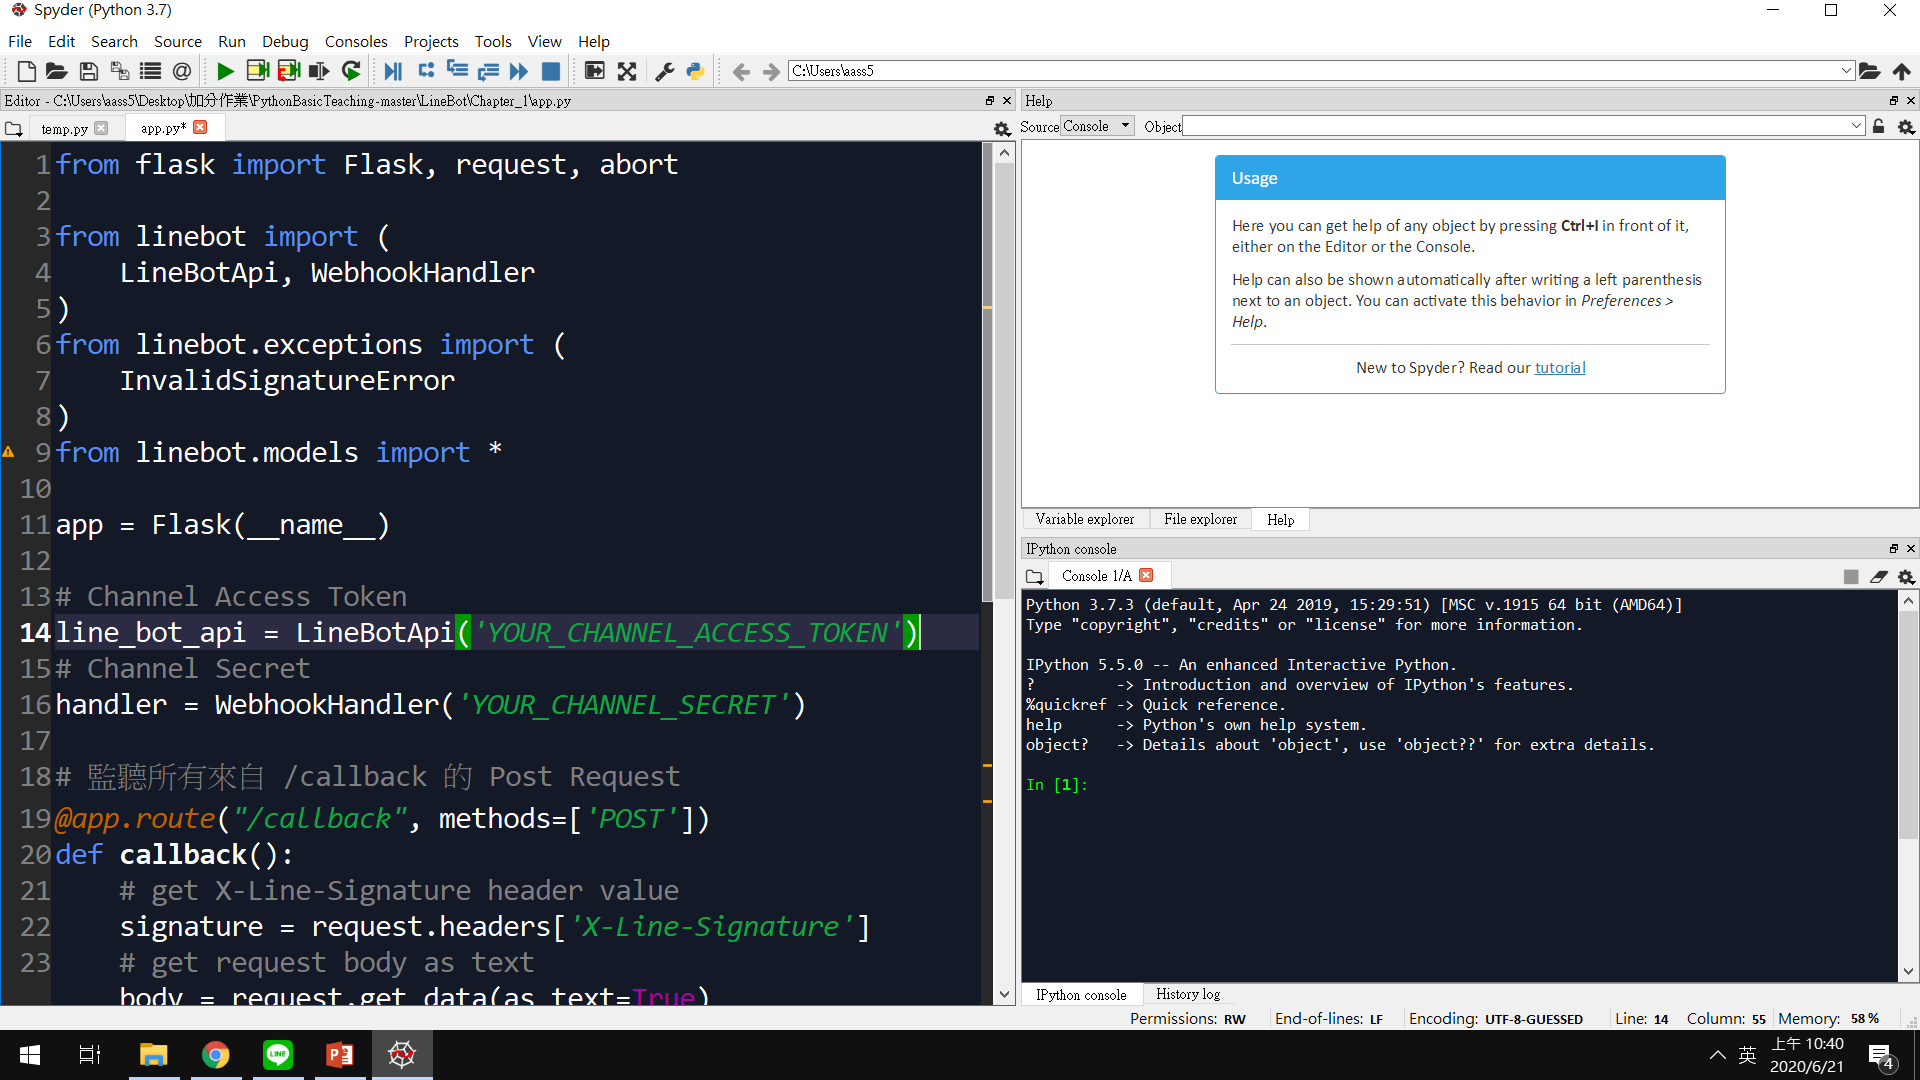 Spyder (Python 3.7)
File Edit Search Source Run Debug Consoles Projects Tools View Help
C:\Users\aass5
Editor - C:\Users\aass5\Desktop\加分作業\PythonBasicTeaching-master\LineBot\Chapter_1\app.py
temp.py app.py*
1 from flask import Flask, request, abort
2
3 from linebot import (
4     LineBotApi, WebhookHandler
5 )
6 from linebot.exceptions import (
7     InvalidSignatureError
8 )
9 from linebot.models import *
10
11 app = Flask(__name__)
12
13 # Channel Access Token
14 line_bot_api = LineBotApi('YOUR_CHANNEL_ACCESS_TOKEN')
15 # Channel Secret
16 handler = WebhookHandler('YOUR_CHANNEL_SECRET')
17
18 # 監聽所有來自 /callback 的 Post Request
19 @app.route("/callback", methods=['POST'])
20 def callback():
21     # get X-Line-Signature header value
22     signature = request.headers['X-Line-Signature']
23     # get request body as text
    body = request.get_data(as_text=True)
Help
Source Console Object
Usage
Here you can get help of any object by pressing Ctrl+I in front of it,
either on the Editor or the Console.
Help can also be shown automatically after writing a left parenthesis
next to an object. You can activate this behavior in Preferences >
Help.
New to Spyder? Read our tutorial
Variable explorer File explorer Help
IPython console
Console 1/A
Python 3.7.3 (default, Apr 24 2019, 15:29:51) [MSC v.1915 64 bit (AMD64)]
Type "copyright", "credits" or "license" for more information.
IPython 5.5.0 -- An enhanced Interactive Python.
?         -> Introduction and overview of IPython's features.
%quickref -> Quick reference.
help      -> Python's own help system.
object?   -> Details about 'object', use 'object??' for extra details.
In [1]:
IPython console History log
Permissions: RW End-of-lines: LF Encoding: UTF-8-GUESSED Line: 14 Column: 55 Memory: 58 %
LINE
英
上午 10:40
2020/6/21
4